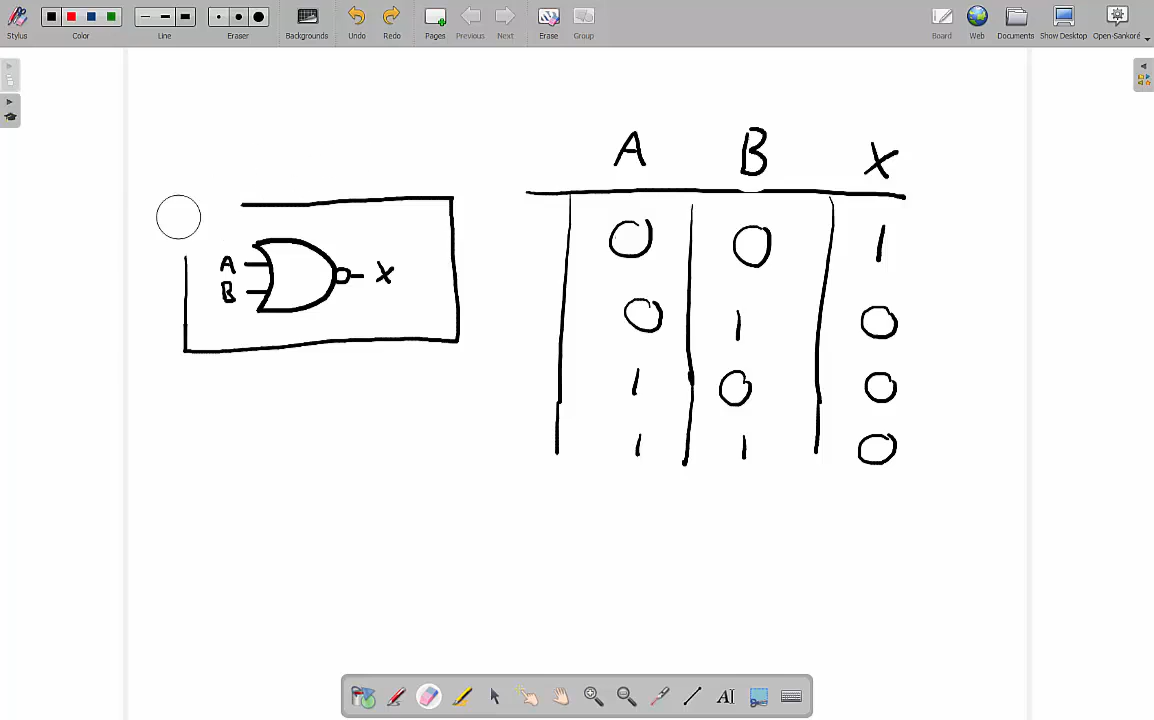 Stylus Color Line Eraser Backgrounds Undo Redo Pages Previous Next Erase Group Board Web Documents Show Desktop Open-Sankoré
A B X
0 0 1
0 1 0
1 0 0
1 1 0
A
B
X
AI